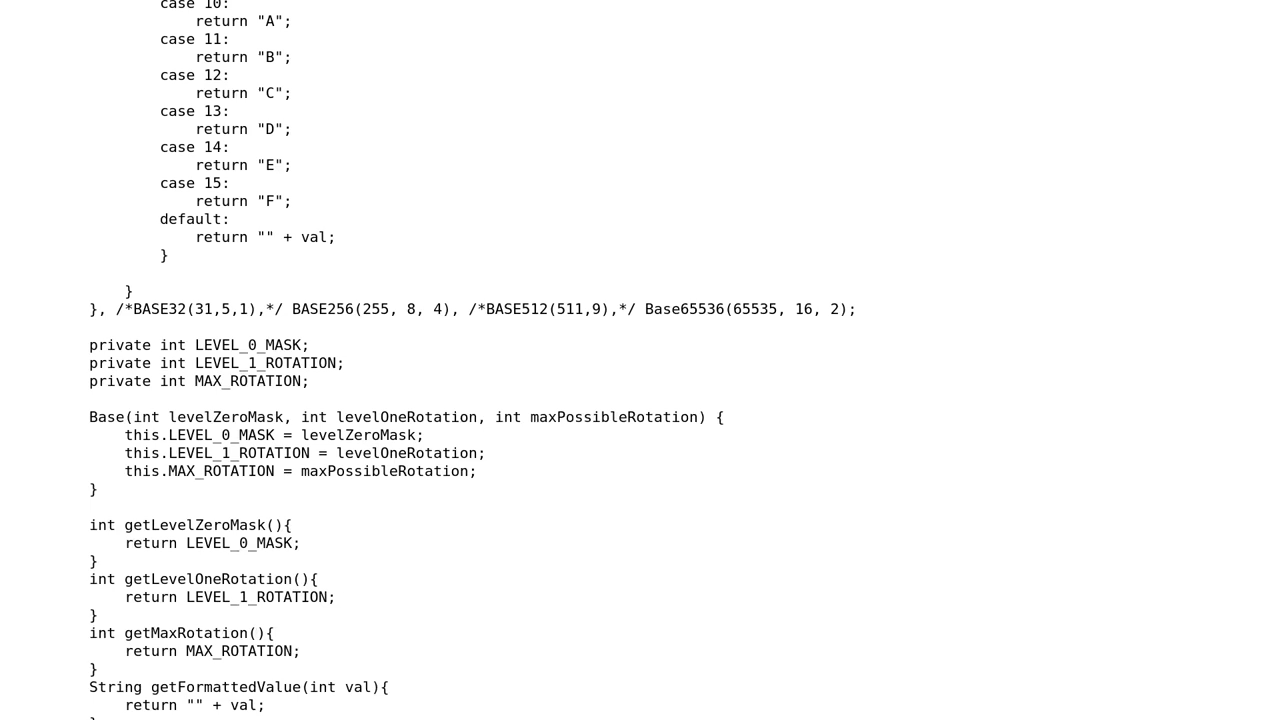 case 10:
return "A";
case 11:
return "B";
case 12:
return "C";
case 13:
return "D";
case 14:
return "E";
case 15:
return "F";
default:
return "" + val;
}
}
}, /*BASE32(31,5,1),*/ BASE256(255, 8, 4), /*BASE512(511,9),*/ Base65536(65535, 16, 2);
private int LEVEL_0_MASK;
private int LEVEL_1_ROTATION;
private int MAX_ROTATION;
Base(int levelZeroMask, int levelOneRotation, int maxPossibleRotation) {
this.LEVEL_0_MASK = levelZeroMask;
this.LEVEL_1_ROTATION = levelOneRotation;
this.MAX_ROTATION = maxPossibleRotation;
}
int getLevelZeroMask(){
return LEVEL_0_MASK;
}
int getLevelOneRotation(){
return LEVEL_1_ROTATION;
}
int getMaxRotation(){
return MAX_ROTATION;
}
String getFormattedValue(int val){
return "" + val;
}